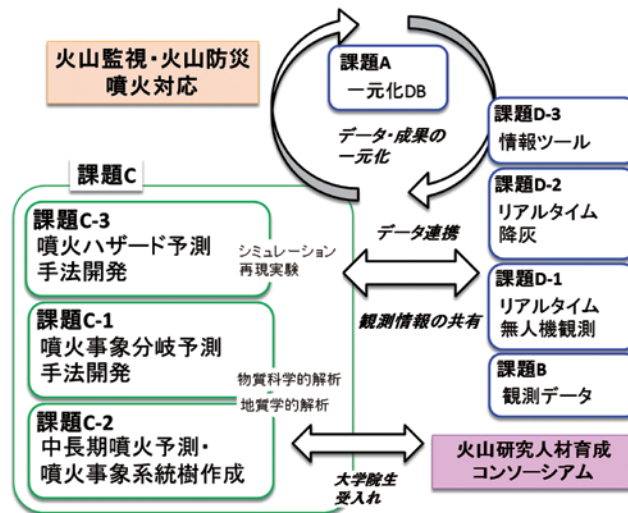 火山監視・火山防災
噴火対応
課題A
一元化DB
データ・成果の
一元化
課題D-3
情報ツール
課題D-2
リアルタイム
降灰
課題D-1
リアルタイム
無人機観測
課題B
観測データ
課題C
課題C-3
噴火ハザード予測
手法開発
シミュレーション
再現実験
データ連携
観測情報の共有
課題C-1
噴火事象分岐予測
手法開発
物質科学的解析
地質学的解析
課題C-2
中長期噴火予測・
噴火事象系統樹作成
大学院生
受入れ
火山研究人材育成
コンソーシアム